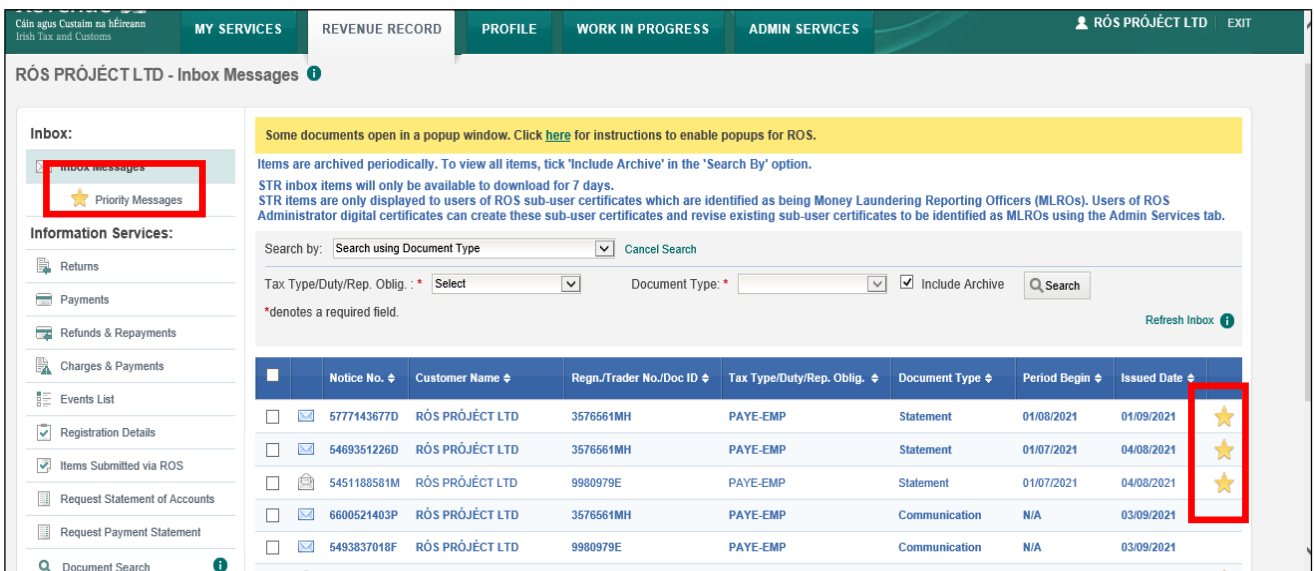 Cáin agus Custaim na hÉireann
Irish Tax and Customs
MY SERVICES REVENUE RECORD PROFILE WORK IN PROGRESS ADMIN SERVICES
RÓS PRÓJÉCT LTD EXIT
RÓS PRÓJÉCT LTD - Inbox Messages
Inbox:
Inbox Messages
Priority Messages
Information Services:
Returns
Payments
Refunds & Repayments
Charges & Payments
Events List
Registration Details
Items Submitted via ROS
Request Statement of Accounts
Request Payment Statement
Document Search
Some documents open in a popup window. Click here for instructions to enable popups for ROS.
Items are archived periodically. To view all items, tick 'Include Archive' in the 'Search By' option.
STR inbox items will only be available to download for 7 days.
STR items are only displayed to users of ROS sub-user certificates which are identified as being Money Laundering Reporting Officers (MLROs). Users of ROS
Administrator digital certificates can create these sub-user certificates and revise existing sub-user certificates to be identified as MLROs using the Admin Services tab.
Search by: Search using Document Type Cancel Search
Tax Type/Duty/Rep. Oblig. : * Select Document Type: * Include Archive Search
*denotes a required field.
Refresh Inbox
Notice No. Customer Name Regn./Trader No./Doc ID Tax Type/Duty/Rep. Oblig. Document Type Period Begin Issued Date
5777143677D RÓS PRÓJÉCT LTD 3576561MH PAYE-EMP Statement 01/08/2021 01/09/2021
5469351226D RÓS PRÓJÉCT LTD 3576561MH PAYE-EMP Statement 01/07/2021 04/08/2021
5451188581M RÓS PRÓJÉCT LTD 9980979E PAYE-EMP Statement 01/07/2021 04/08/2021
6600521403P RÓS PRÓJÉCT LTD 3576561MH PAYE-EMP Communication N/A 03/09/2021
5493837018F RÓS PRÓJÉCT LTD 9980979E PAYE-EMP Communication N/A 03/09/2021